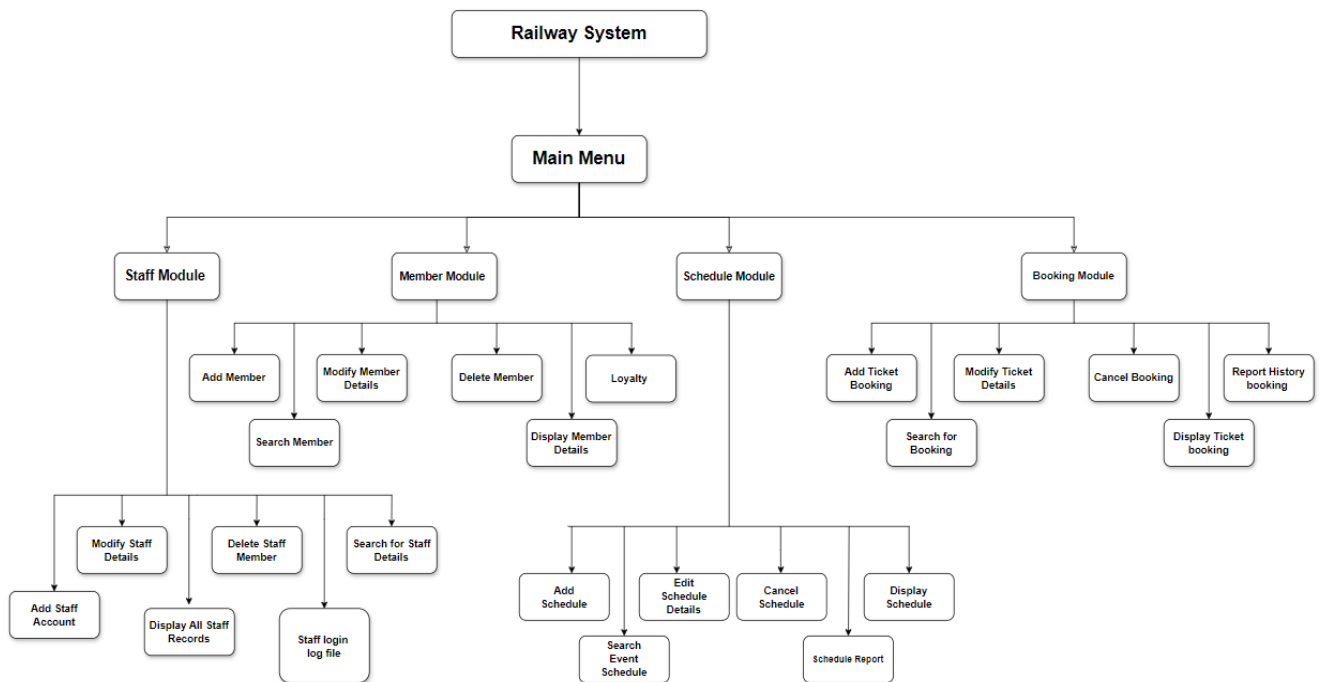 Railway System
Main Menu
Staff Module
Member Module
Schedule Module
Booking Module
Add Member
Modify Member
Details
Delete Member
Loyalty
Search Member
Display Member
Details
Add Ticket
Booking
Modify Ticket
Details
Cancel Booking
Report History
booking
Search for
Booking
Display Ticket
booking
Modify Staff
Details
Delete Staff
Member
Search for Staff
Details
Add Staff
Account
Display All Staff
Records
Staff login
log file
Add
Schedule
Edit
Schedule
Details
Cancel
Schedule
Display
Schedule
Search
Event
Schedule
Schedule Report